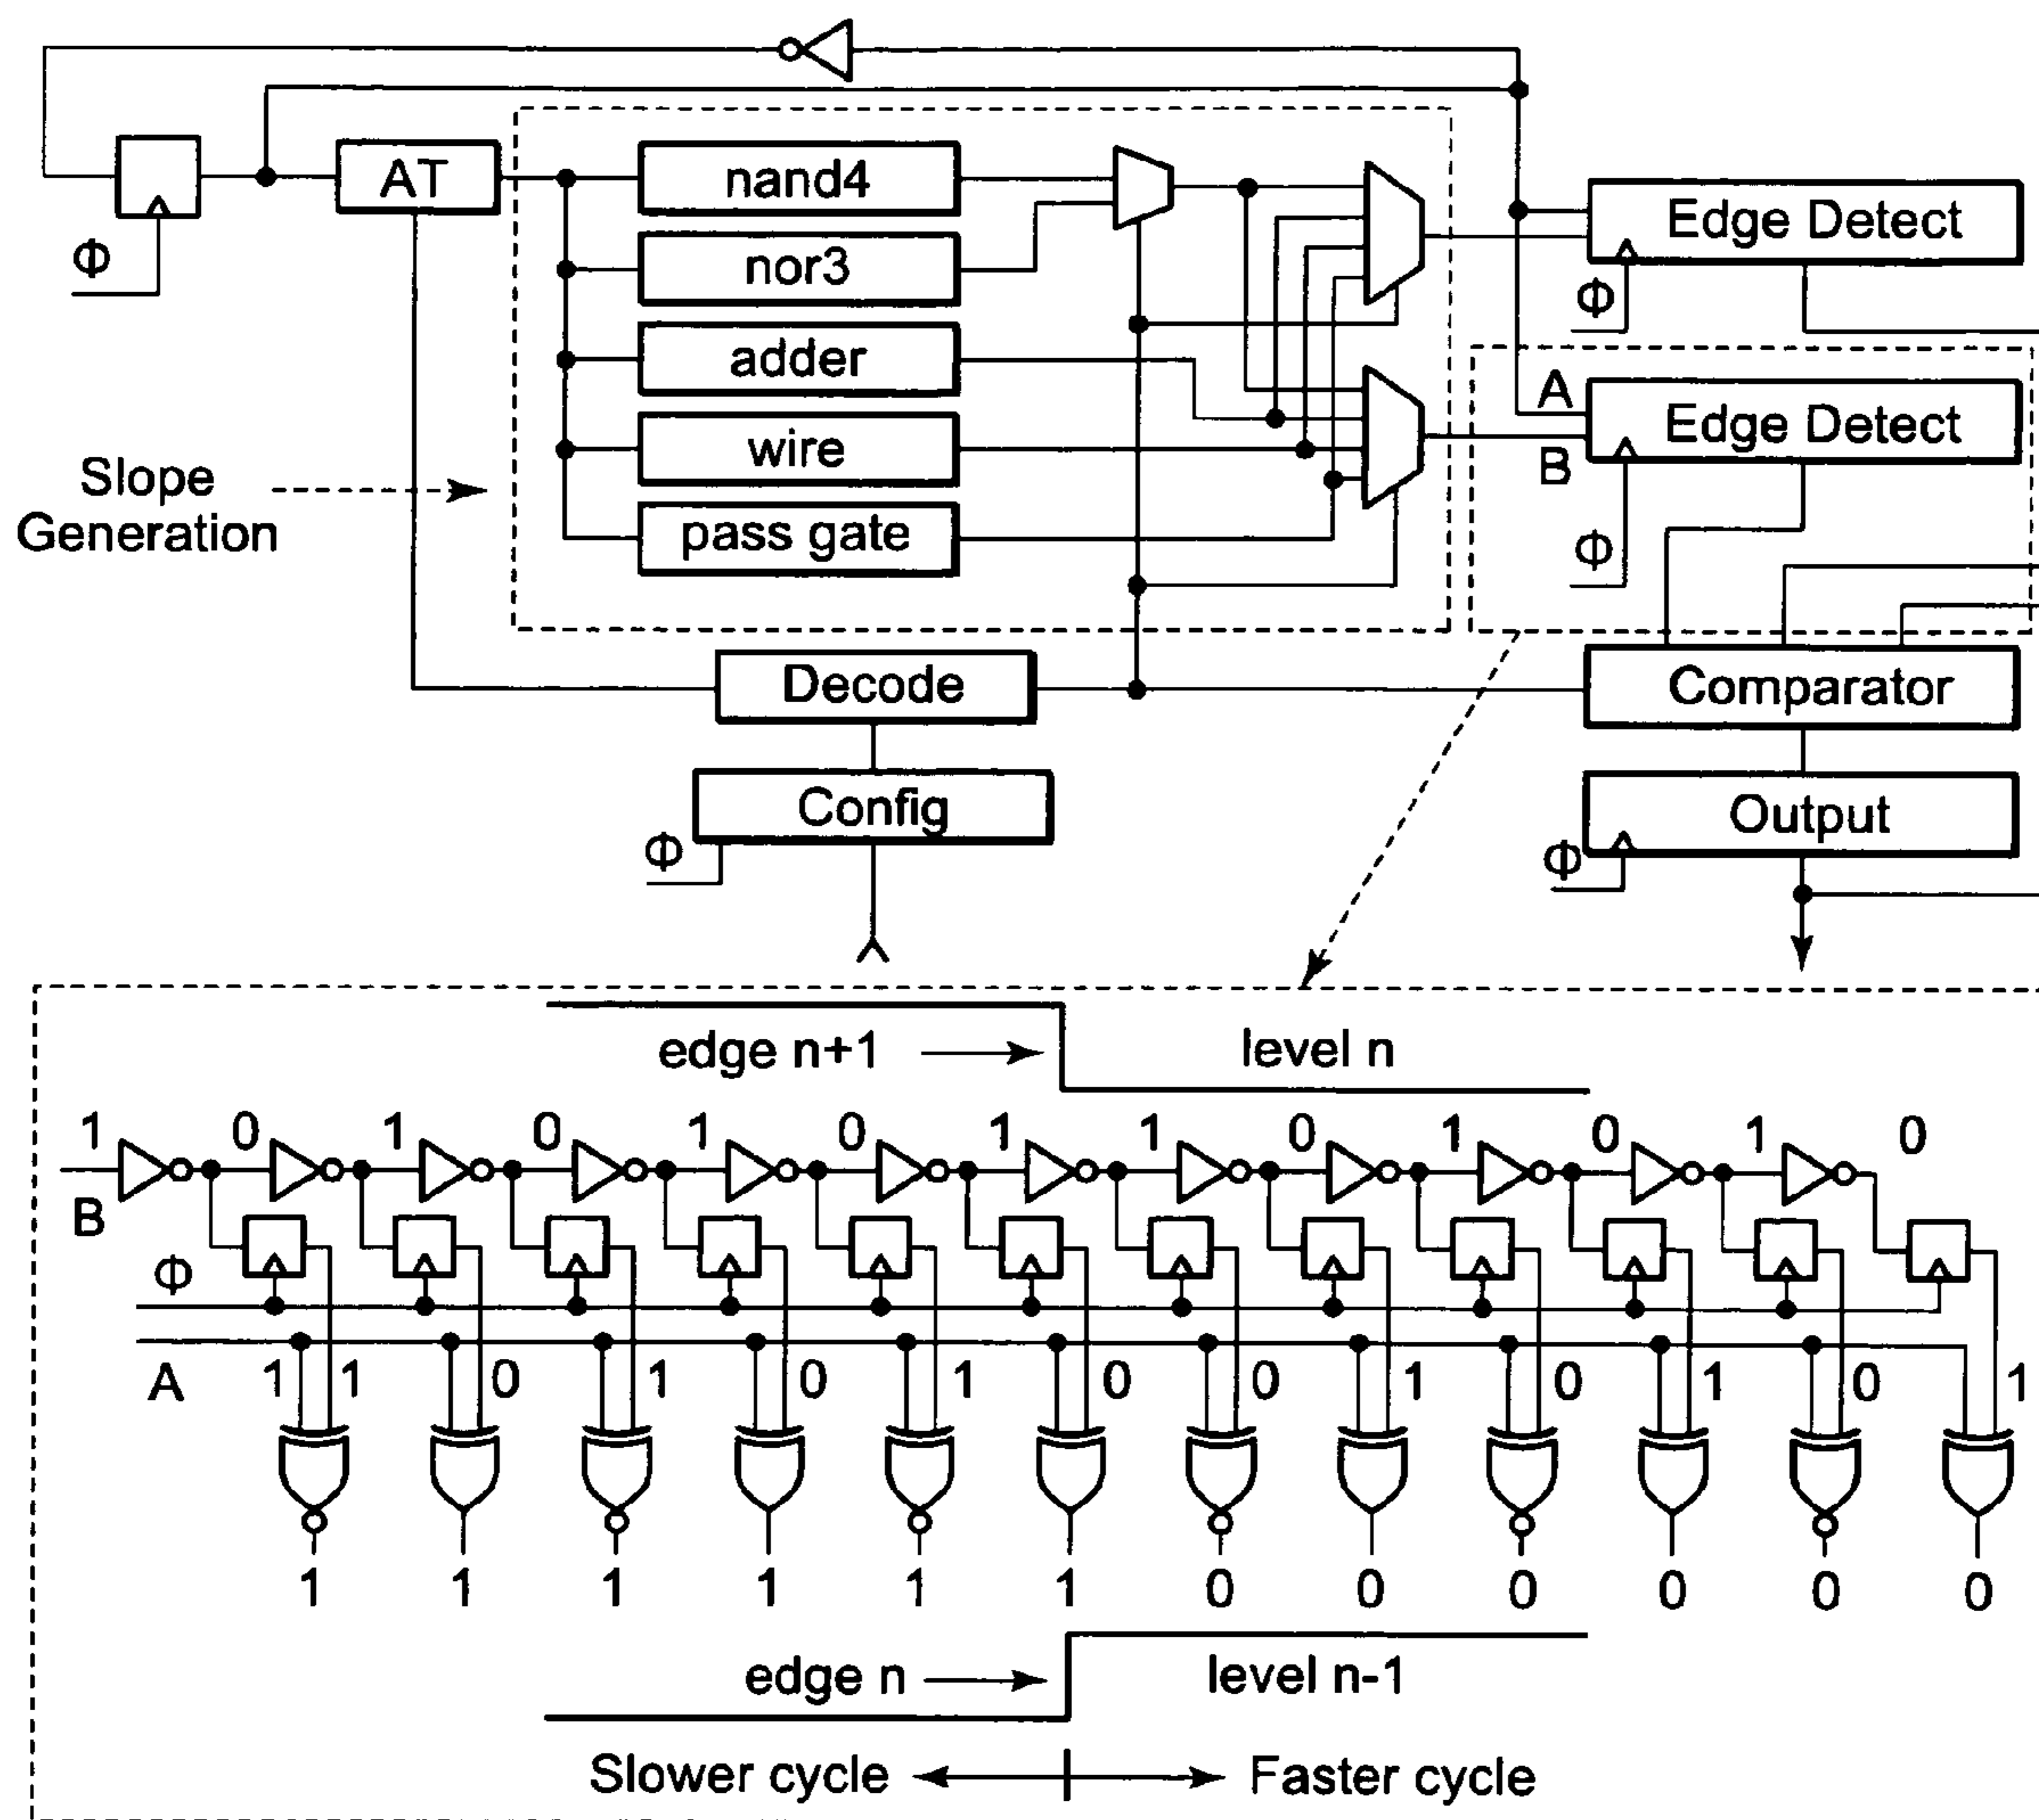 AT
nand4
nor3
adder
wire
pass gate
Φ
Slope
Generation
Edge Detect
Φ
A
B
Edge Detect
Φ
Decode
Comparator
Config
Φ
Output
Φ
edge n+1
level n
1 0 1 0 1 0 1 1 0 1 0 1 0
B
Φ
A
1 1 0 1 0 1 0 0 1 0 1 0 1
1 1 1 1 1 1 0 0 0 0 0 0
edge n
level n-1
Slower cycle
Faster cycle